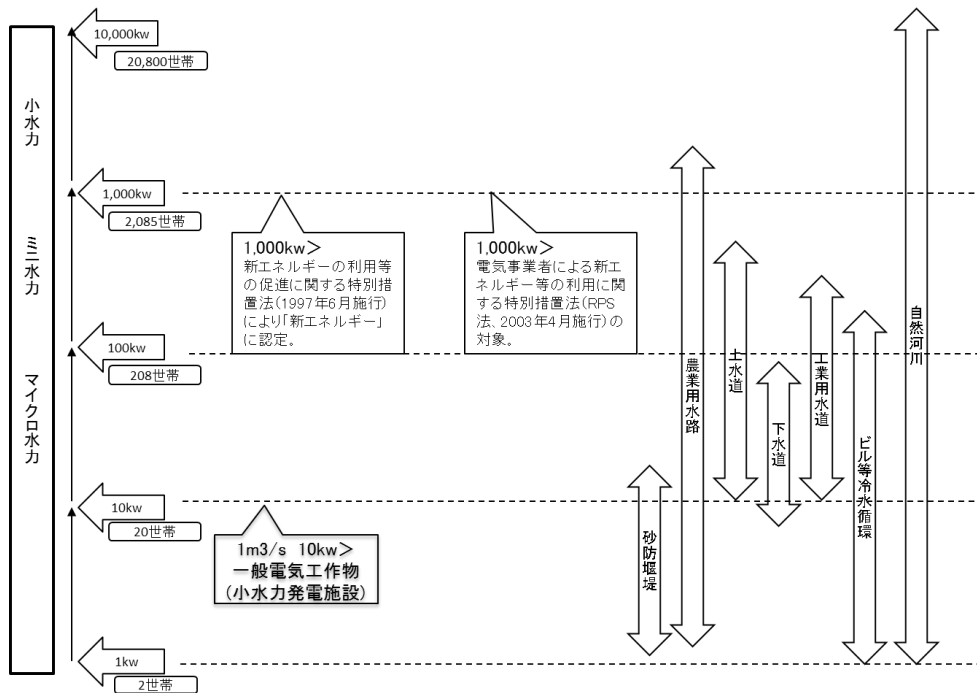 10,000kw
20,800世帯
小水力
1,000kw
2,085世帯
ミニ水力
1,000kw>
新エネルギーの利用等
の促進に関する特別措
置法(1997年6月施行)
により「新エネルギー」
に認定。
1,000kw>
電気事業者による新エ
ネルギー等の利用に関
する特別措置法(RPS
法、2003年4月施行)の
対象。
100kw
208世帯
マイクロ水力
10kw
20世帯
1m3/s 10kw>
一般電気工作物
(小水力発電施設)
1kw
2世帯
砂防堰堤
農業用水路
上水道
下水道
工業用水道
ビル等冷水循環
自然河川